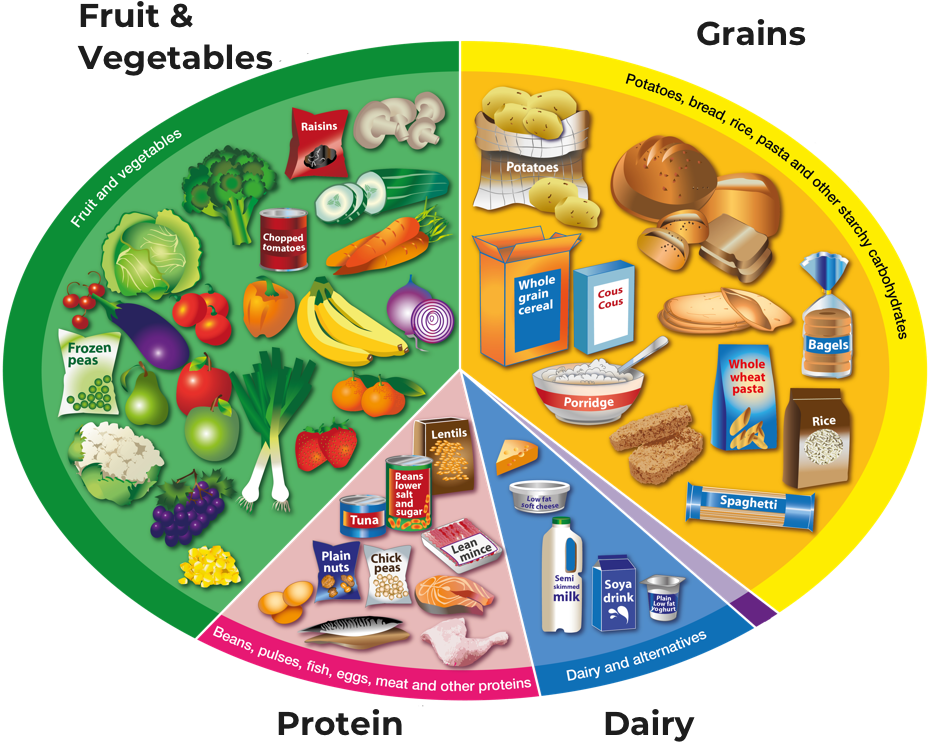 Fruit &
Vegetables
Grains
Fruit and vegetables
Potatoes, bread, rice, pasta and other starchy carbohydrates
Raisins
Chopped
tomatoes
Frozen
peas
Potatoes
Whole
grain
cereal
Cous
Cous
Bagels
Porridge
Whole
wheat
pasta
Rice
Spaghetti
Lentils
Beans
lower
salt
and
sugar
Tuna
Plain
nuts
Chick
peas
Lean
mince
Low fat
soft cheese
Semi
skimmed
milk
Soya
drink
Plain
Low fat
yoghurt
Beans, pulses, fish, eggs, meat and other proteins
Dairy and alternatives
Protein
Dairy